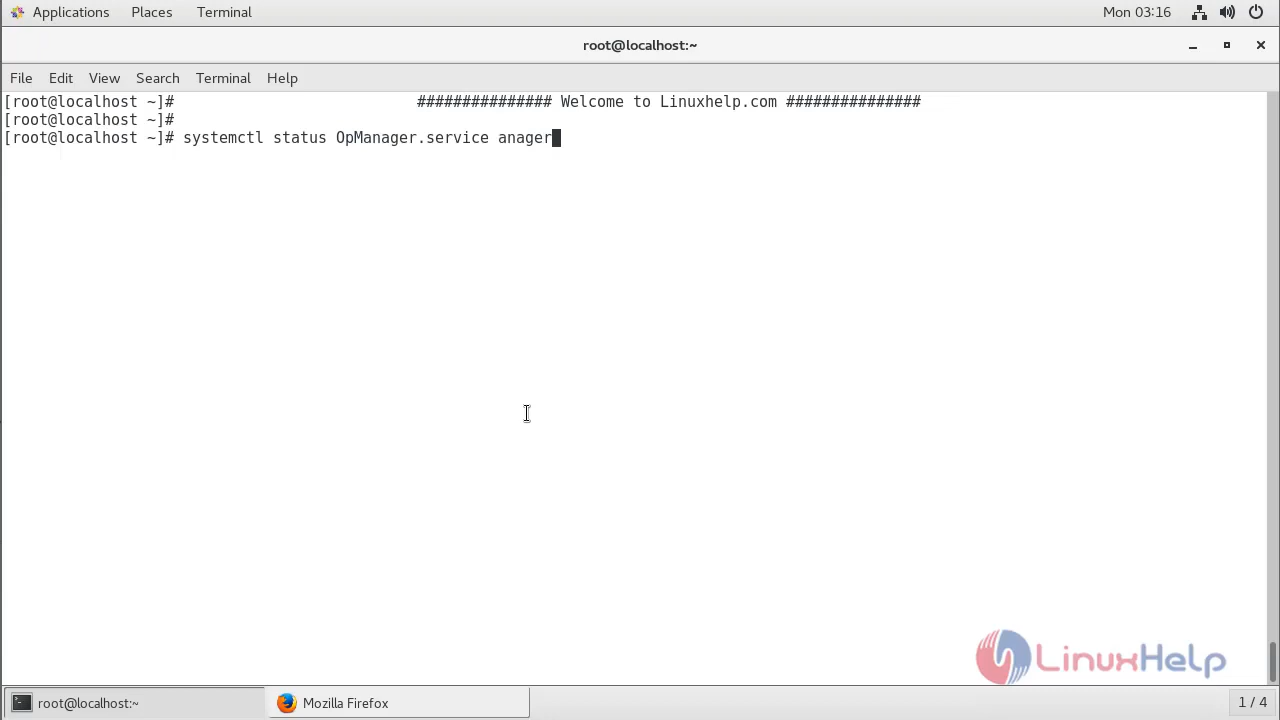 Applications Places Terminal Mon 03:16
root@localhost:~
File Edit View Search Terminal Help
[root@localhost ~]# ############### Welcome to Linuxhelp.com ###############
[root@localhost ~]#
[root@localhost ~]# systemctl status OpManager.service anager
LinuxHelp
root@localhost:~ Mozilla Firefox 1 / 4